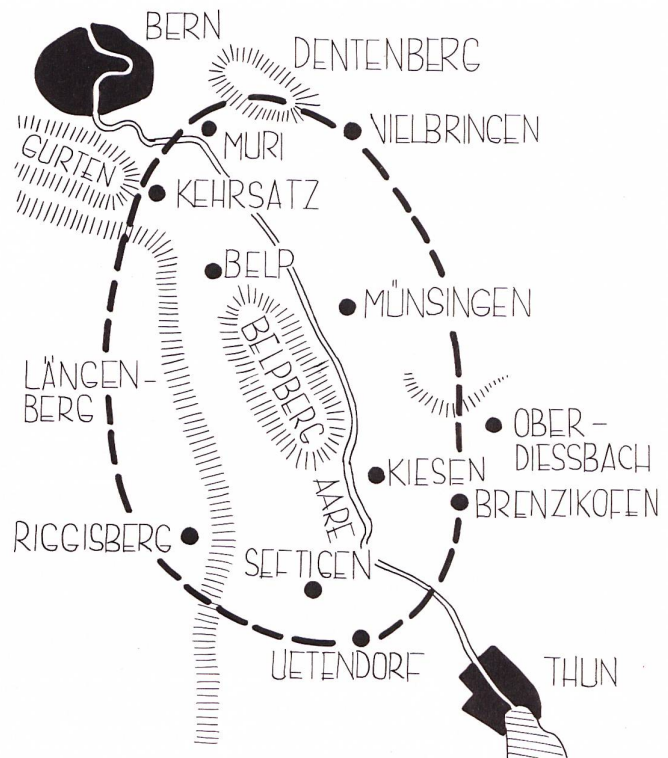 BERN
DENTENBERG
MURI
VIELBRINGEN
GURTEN
KEHRSATZ
BELP
MÜNSINGEN
BELPBERG
LÄNGEN-
BERG
OBER-
DIESSBACH
KIESEN
BRENZIKOFEN
AARE
RIGGISBERG
SEFTIGEN
UETENDORF
THUN